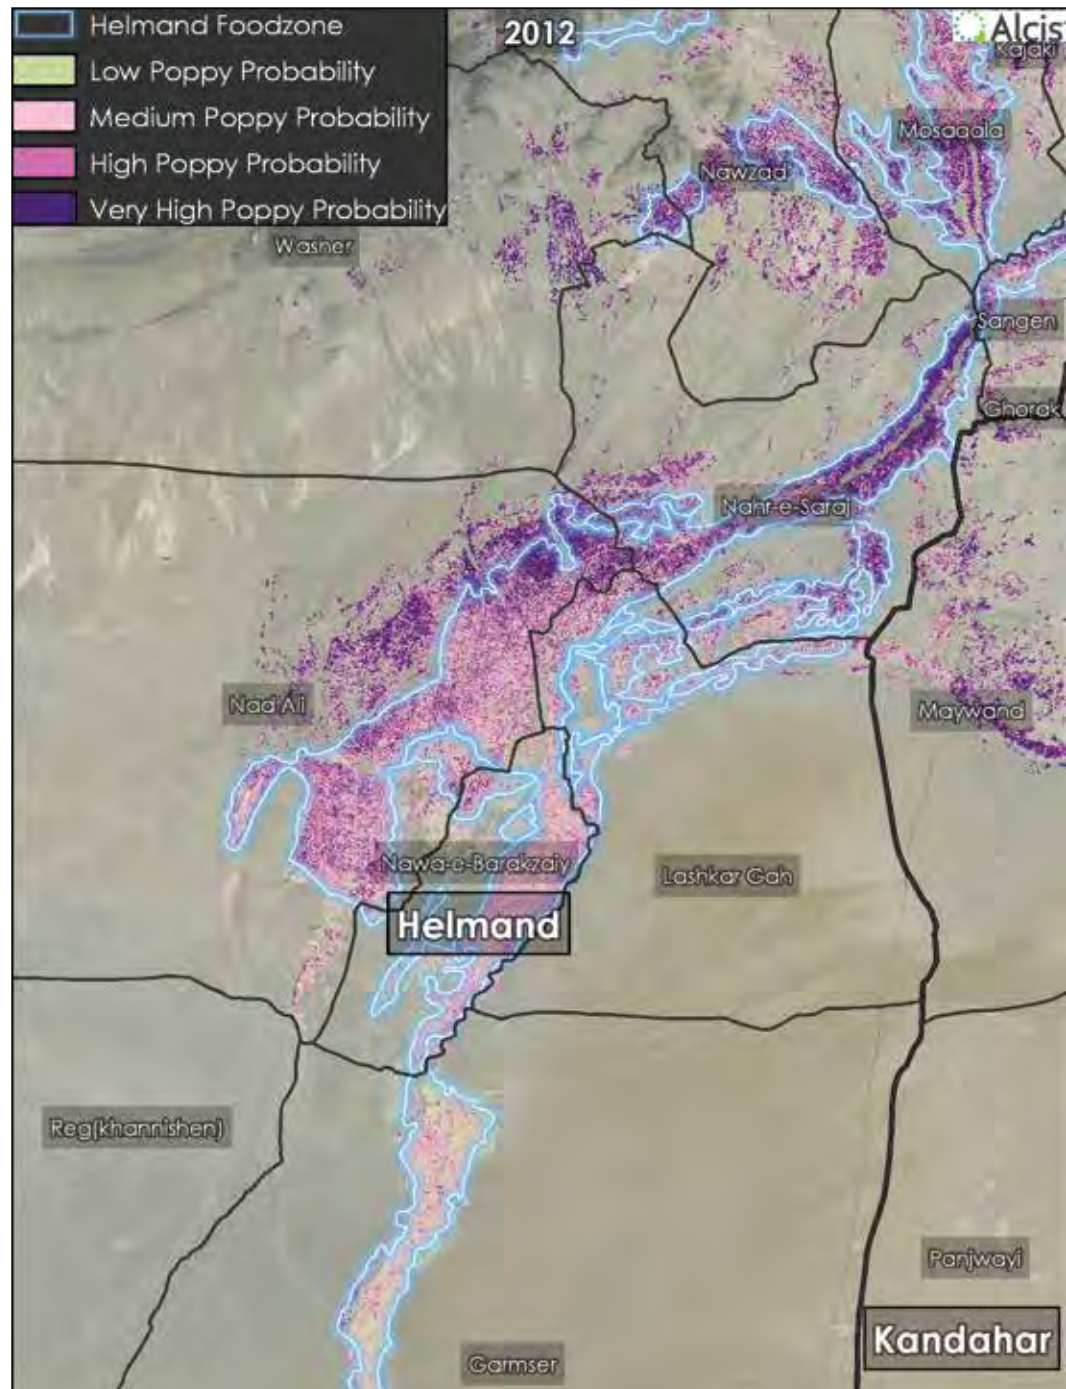 Helmand Foodzone
Low Poppy Probability
Medium Poppy Probability
High Poppy Probability
Very High Poppy Probability
2012
Alcis
Kajaki
Mosaqala
Nawzad
Washer
Sangen
Ghorak
Nahr-e-Saraj
Nad Ali
Maywand
Nawa-e-Barakzaiy
Lashkar Gah
Helmand
Reg(khannishen)
Panjwayi
Kandahar
Garmser